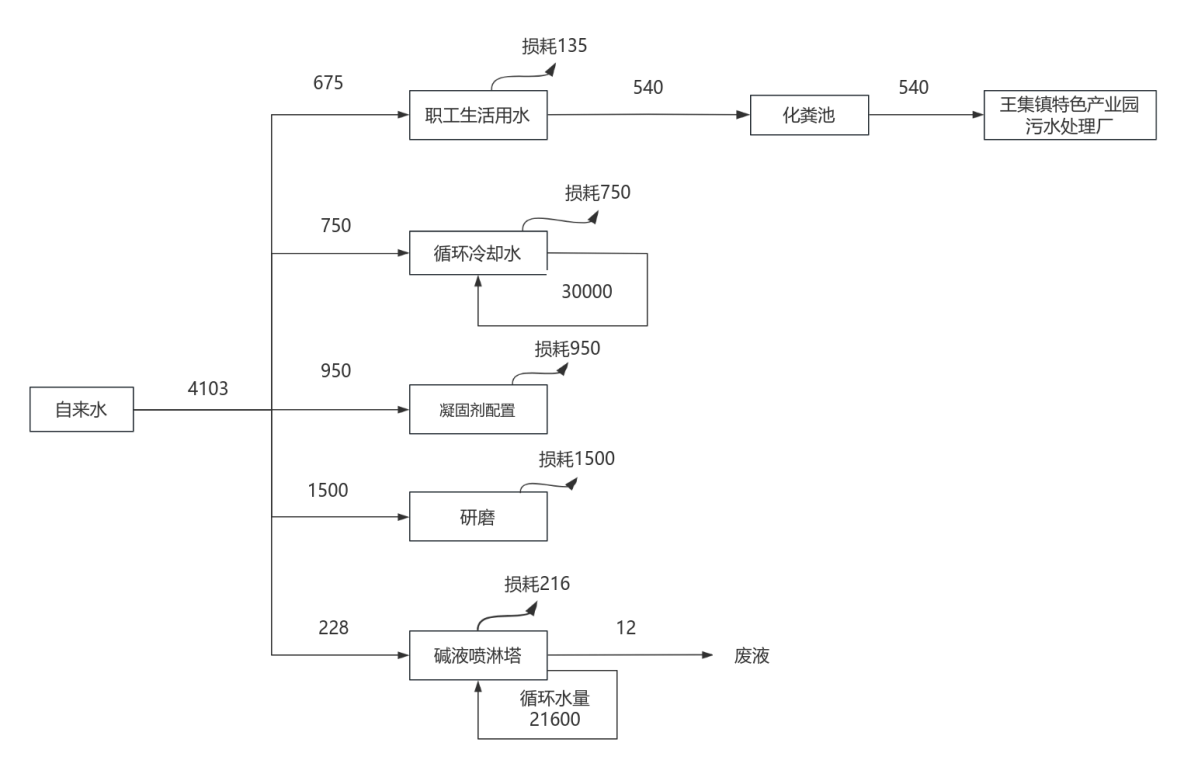 损耗135
675
职工生活用水
540
化粪池
540
王集镇特色产业园
污水处理厂
损耗750
750
循环冷却水
30000
损耗950
950
自来水
4103
凝固剂配置
损耗1500
1500
研磨
损耗216
228
碱液喷淋塔
12
废液
循环水量
21600